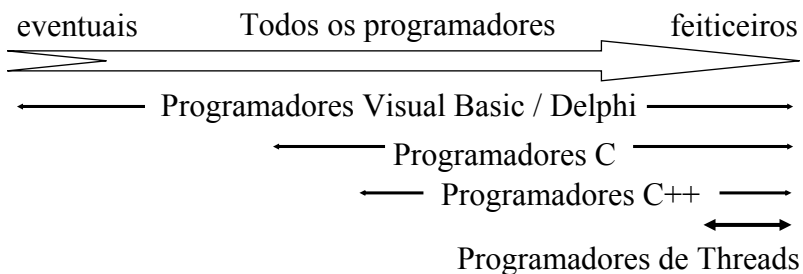 eventuais Todos os programadores feiticeiros
Programadores Visual Basic / Delphi
Programadores C
Programadores C++
Programadores de Threads